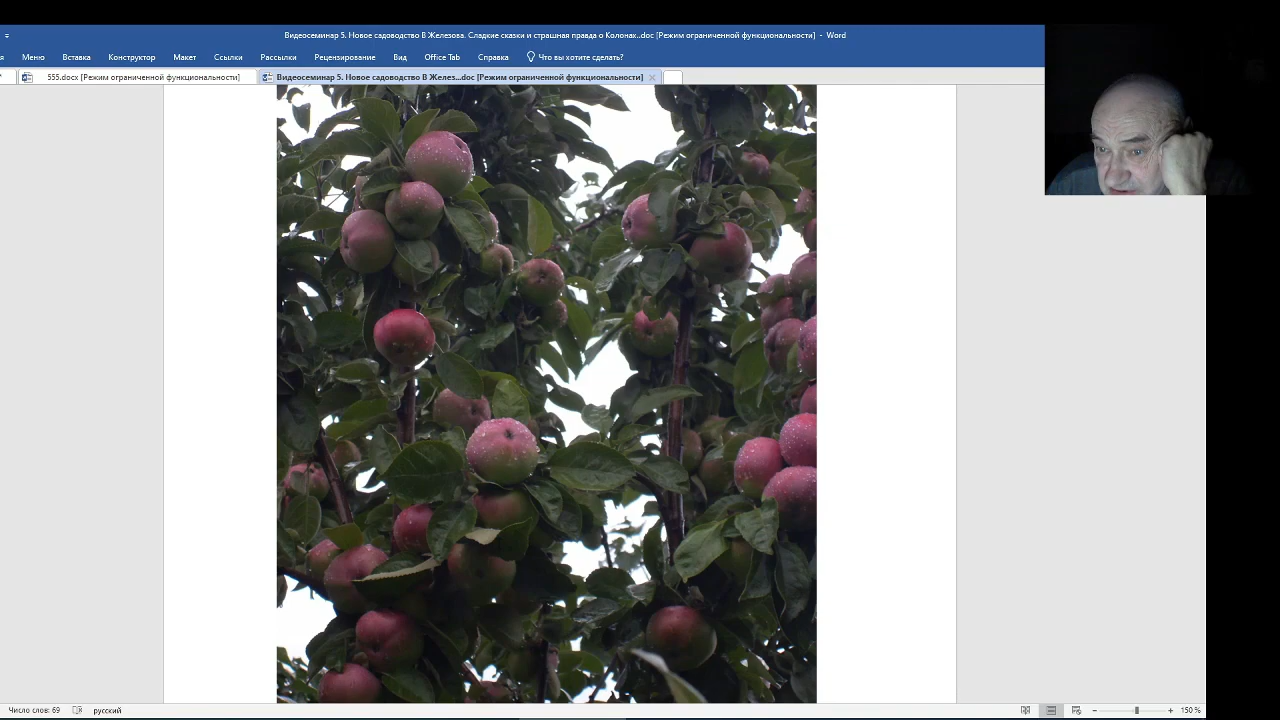 Видеосеминар 5. Новое садоводство В Железова. Сладкие сказки и страшная правда о Колонах..doc [Режим ограниченной функциональности] - Word
Меню Вставка Конструктор Макет Ссылки Рассылки Рецензирование Вид Office Tab Справка Что вы хотите сделать?
555.docx [Режим ограниченной функциональности] Видеосеминар 5. Новое садоводство В Желез...doc [Режим ограниченной функциональности]
Число слов: 69 русский 150 %